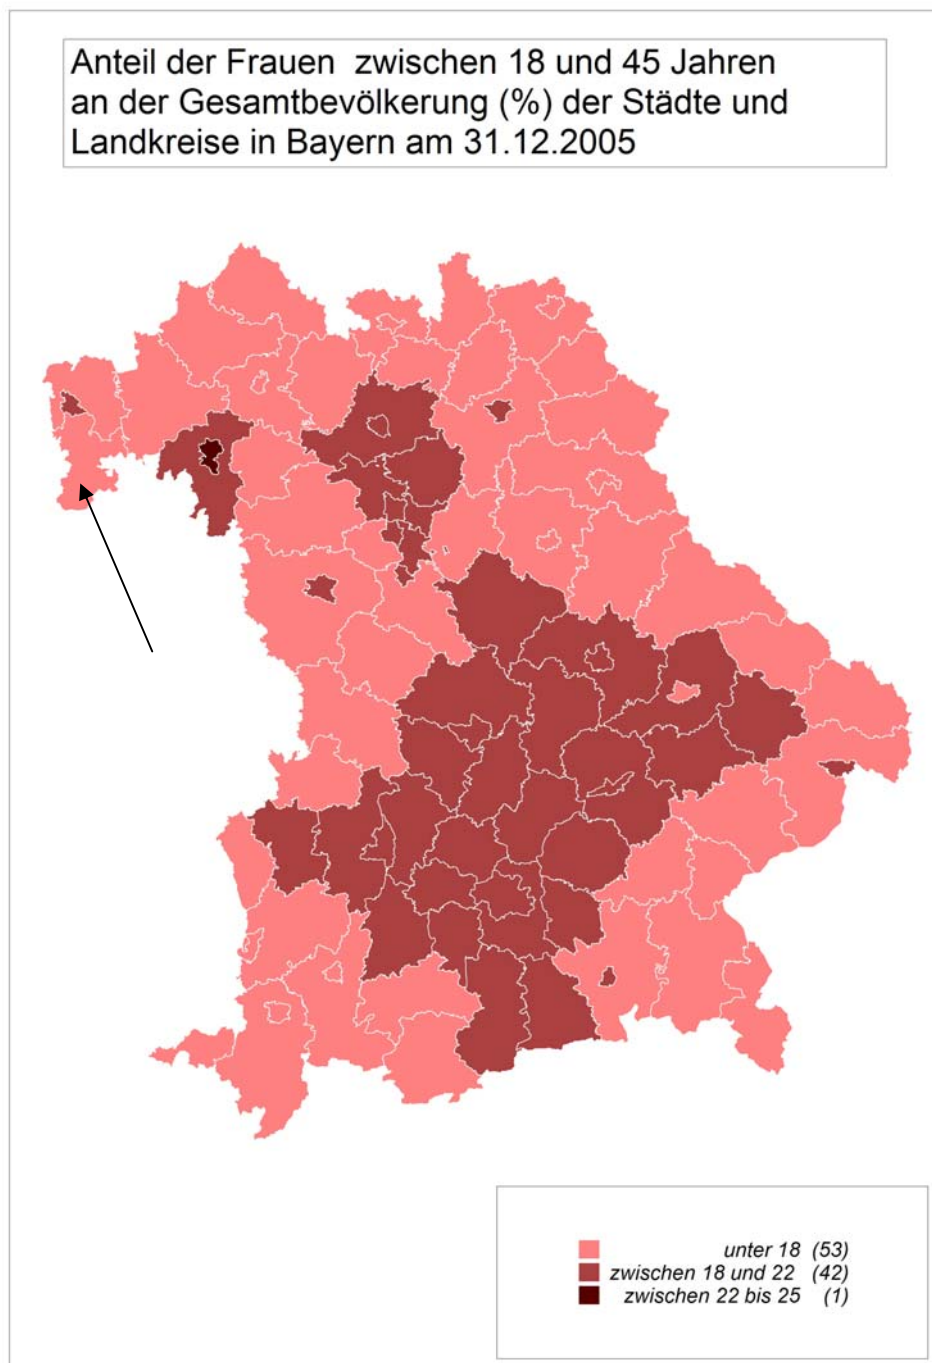 Anteil der Frauen zwischen 18 und 45 Jahren
an der Gesamtbevölkerung (%) der Städte und
Landkreise in Bayern am 31.12.2005
unter 18 (53)
zwischen 18 und 22 (42)
zwischen 22 bis 25 (1)